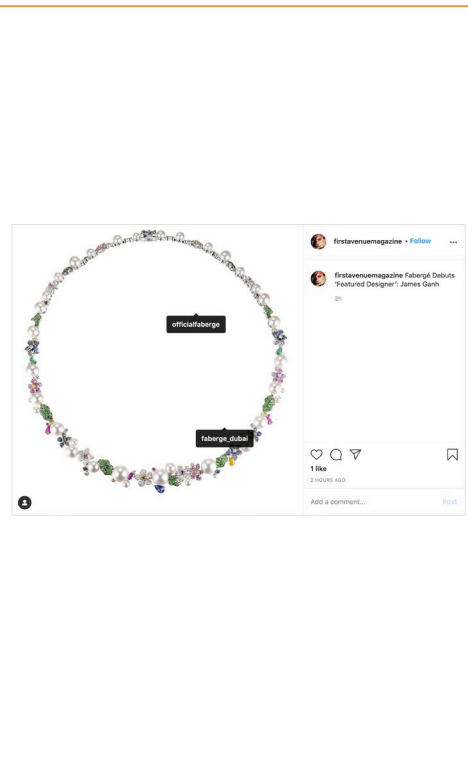 firstavenuemagazine • Follow
firstavenuemagazine Fabergé Debuts
'Featured Designer': James Ganh
2h
officialfaberge
faberge_dubai
1 like
2 HOURS AGO
Add a comment...
Post